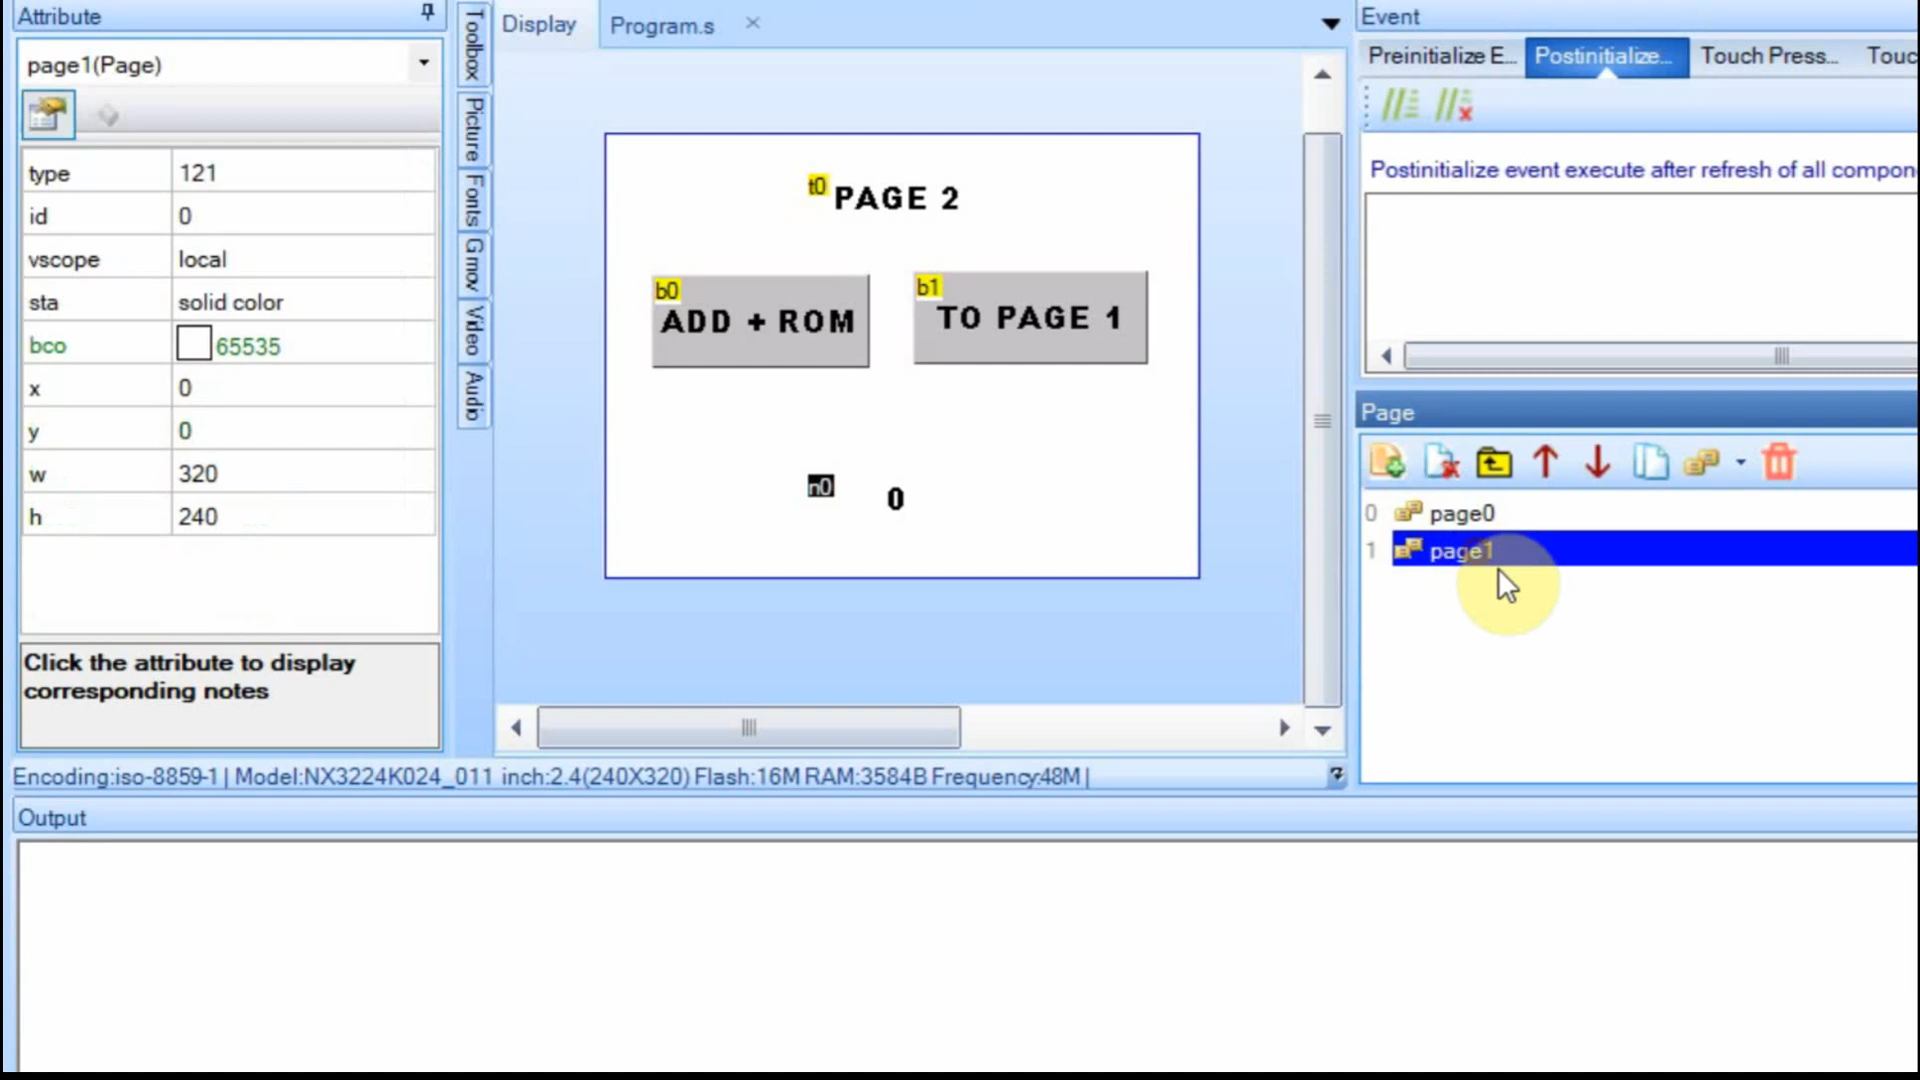 Attribute
page1(Page)
type 121
id 0
vscope local
sta solid color
bco 65535
x 0
y 0
w 320
h 240
Click the attribute to display
corresponding notes
Toolbox
Picture
Fonts
Gmov
Video
Audio
Display
Program.s
t0
PAGE 2
b0
ADD + ROM
b1
TO PAGE 1
n0
0
Encoding:iso-8859-1 | Model:NX3224K024_011 inch:2.4(240X320) Flash:16M RAM:3584B Frequency:48M |
Event
Preinitialize E... Postinitialize... Touch Press... Touc
Postinitialize event execute after refresh of all compon
Page
0 page0
1 page1
Output